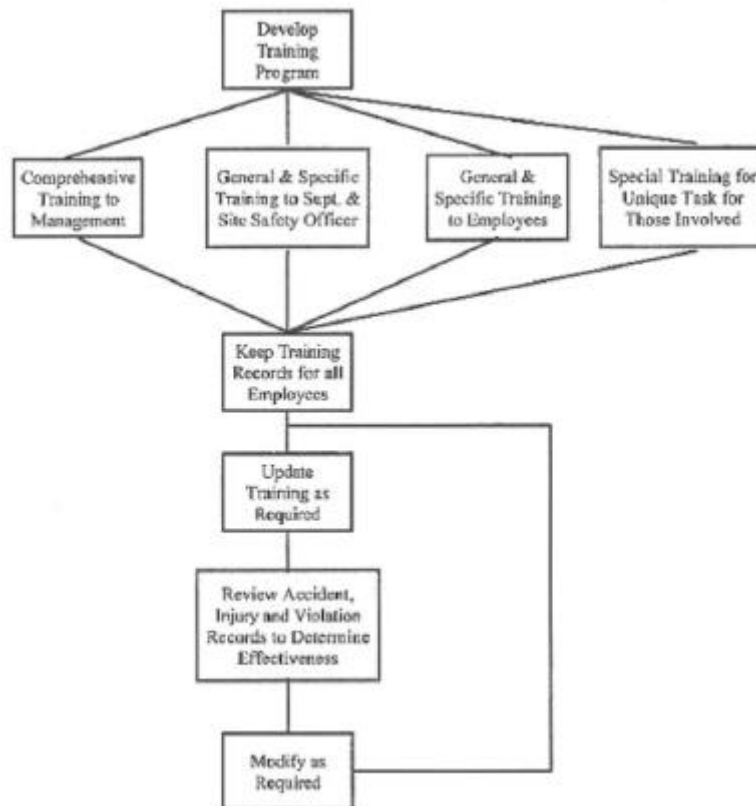 Develop
Training
Program
Comprehensive
Training to
Management
General & Specific
Training to Supt. &
Site Safety Officer
General &
Specific Training
to Employees
Special Training for
Unique Task for
Those Involved
Keep Training
Records for all
Employees
Update
Training as
Required
Review Accident,
Injury and Violation
Records to Determine
Effectiveness
Modify as
Required